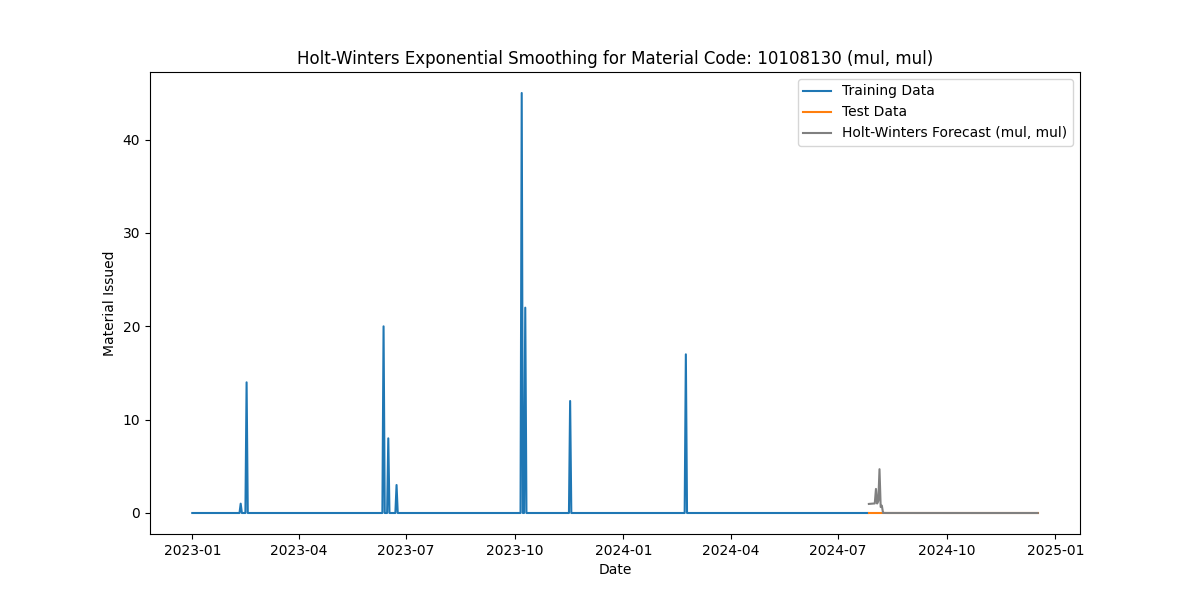 Holt-Winters Exponential Smoothing for Material Code: 10108130 (mul, mul)
Training Data
Test Data
Holt-Winters Forecast (mul, mul)
Material Issued
40
30
20
10
0
2023-01 2023-04 2023-07 2023-10 2024-01 2024-04 2024-07 2024-10 2025-01
Date